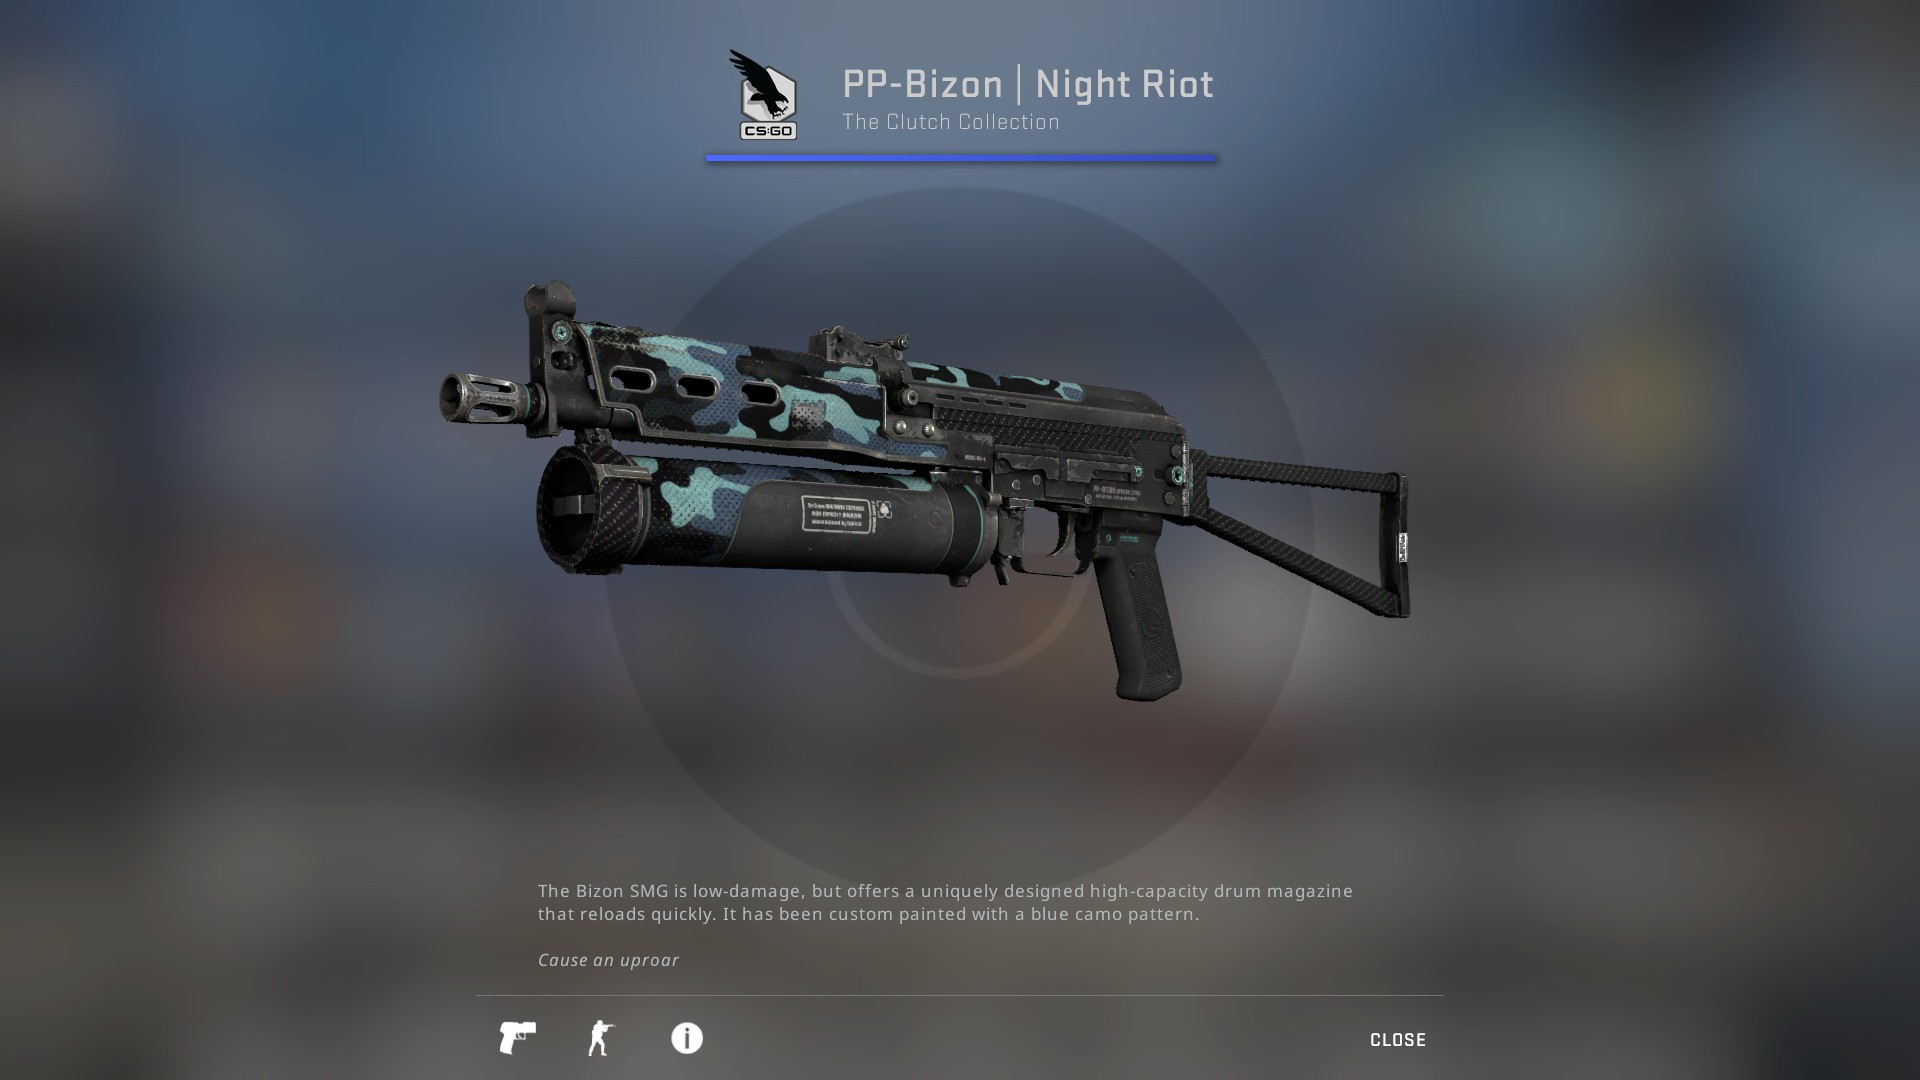 PP-Bizon | Night Riot
The Clutch Collection
CS:GO
The Bizon SMG is low-damage, but offers a uniquely designed high-capacity drum magazine
that reloads quickly. It has been custom painted with a blue camo pattern.
Cause an uproar
CLOSE